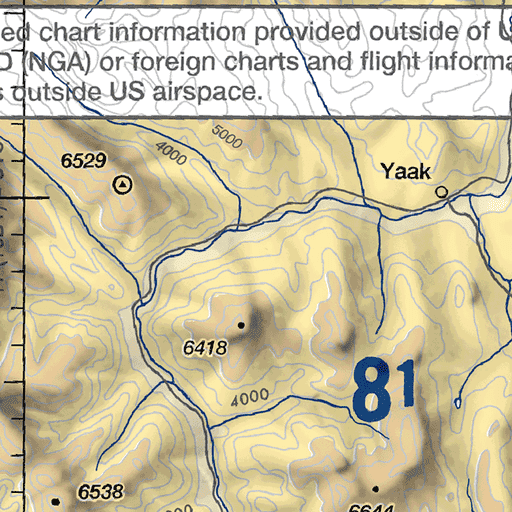 ed chart information provided outside of U
D (NGA) or foreign charts and flight informa
s outside US airspace.
5000
4000
6529
Yaak
6418
81
4000
6538
6644